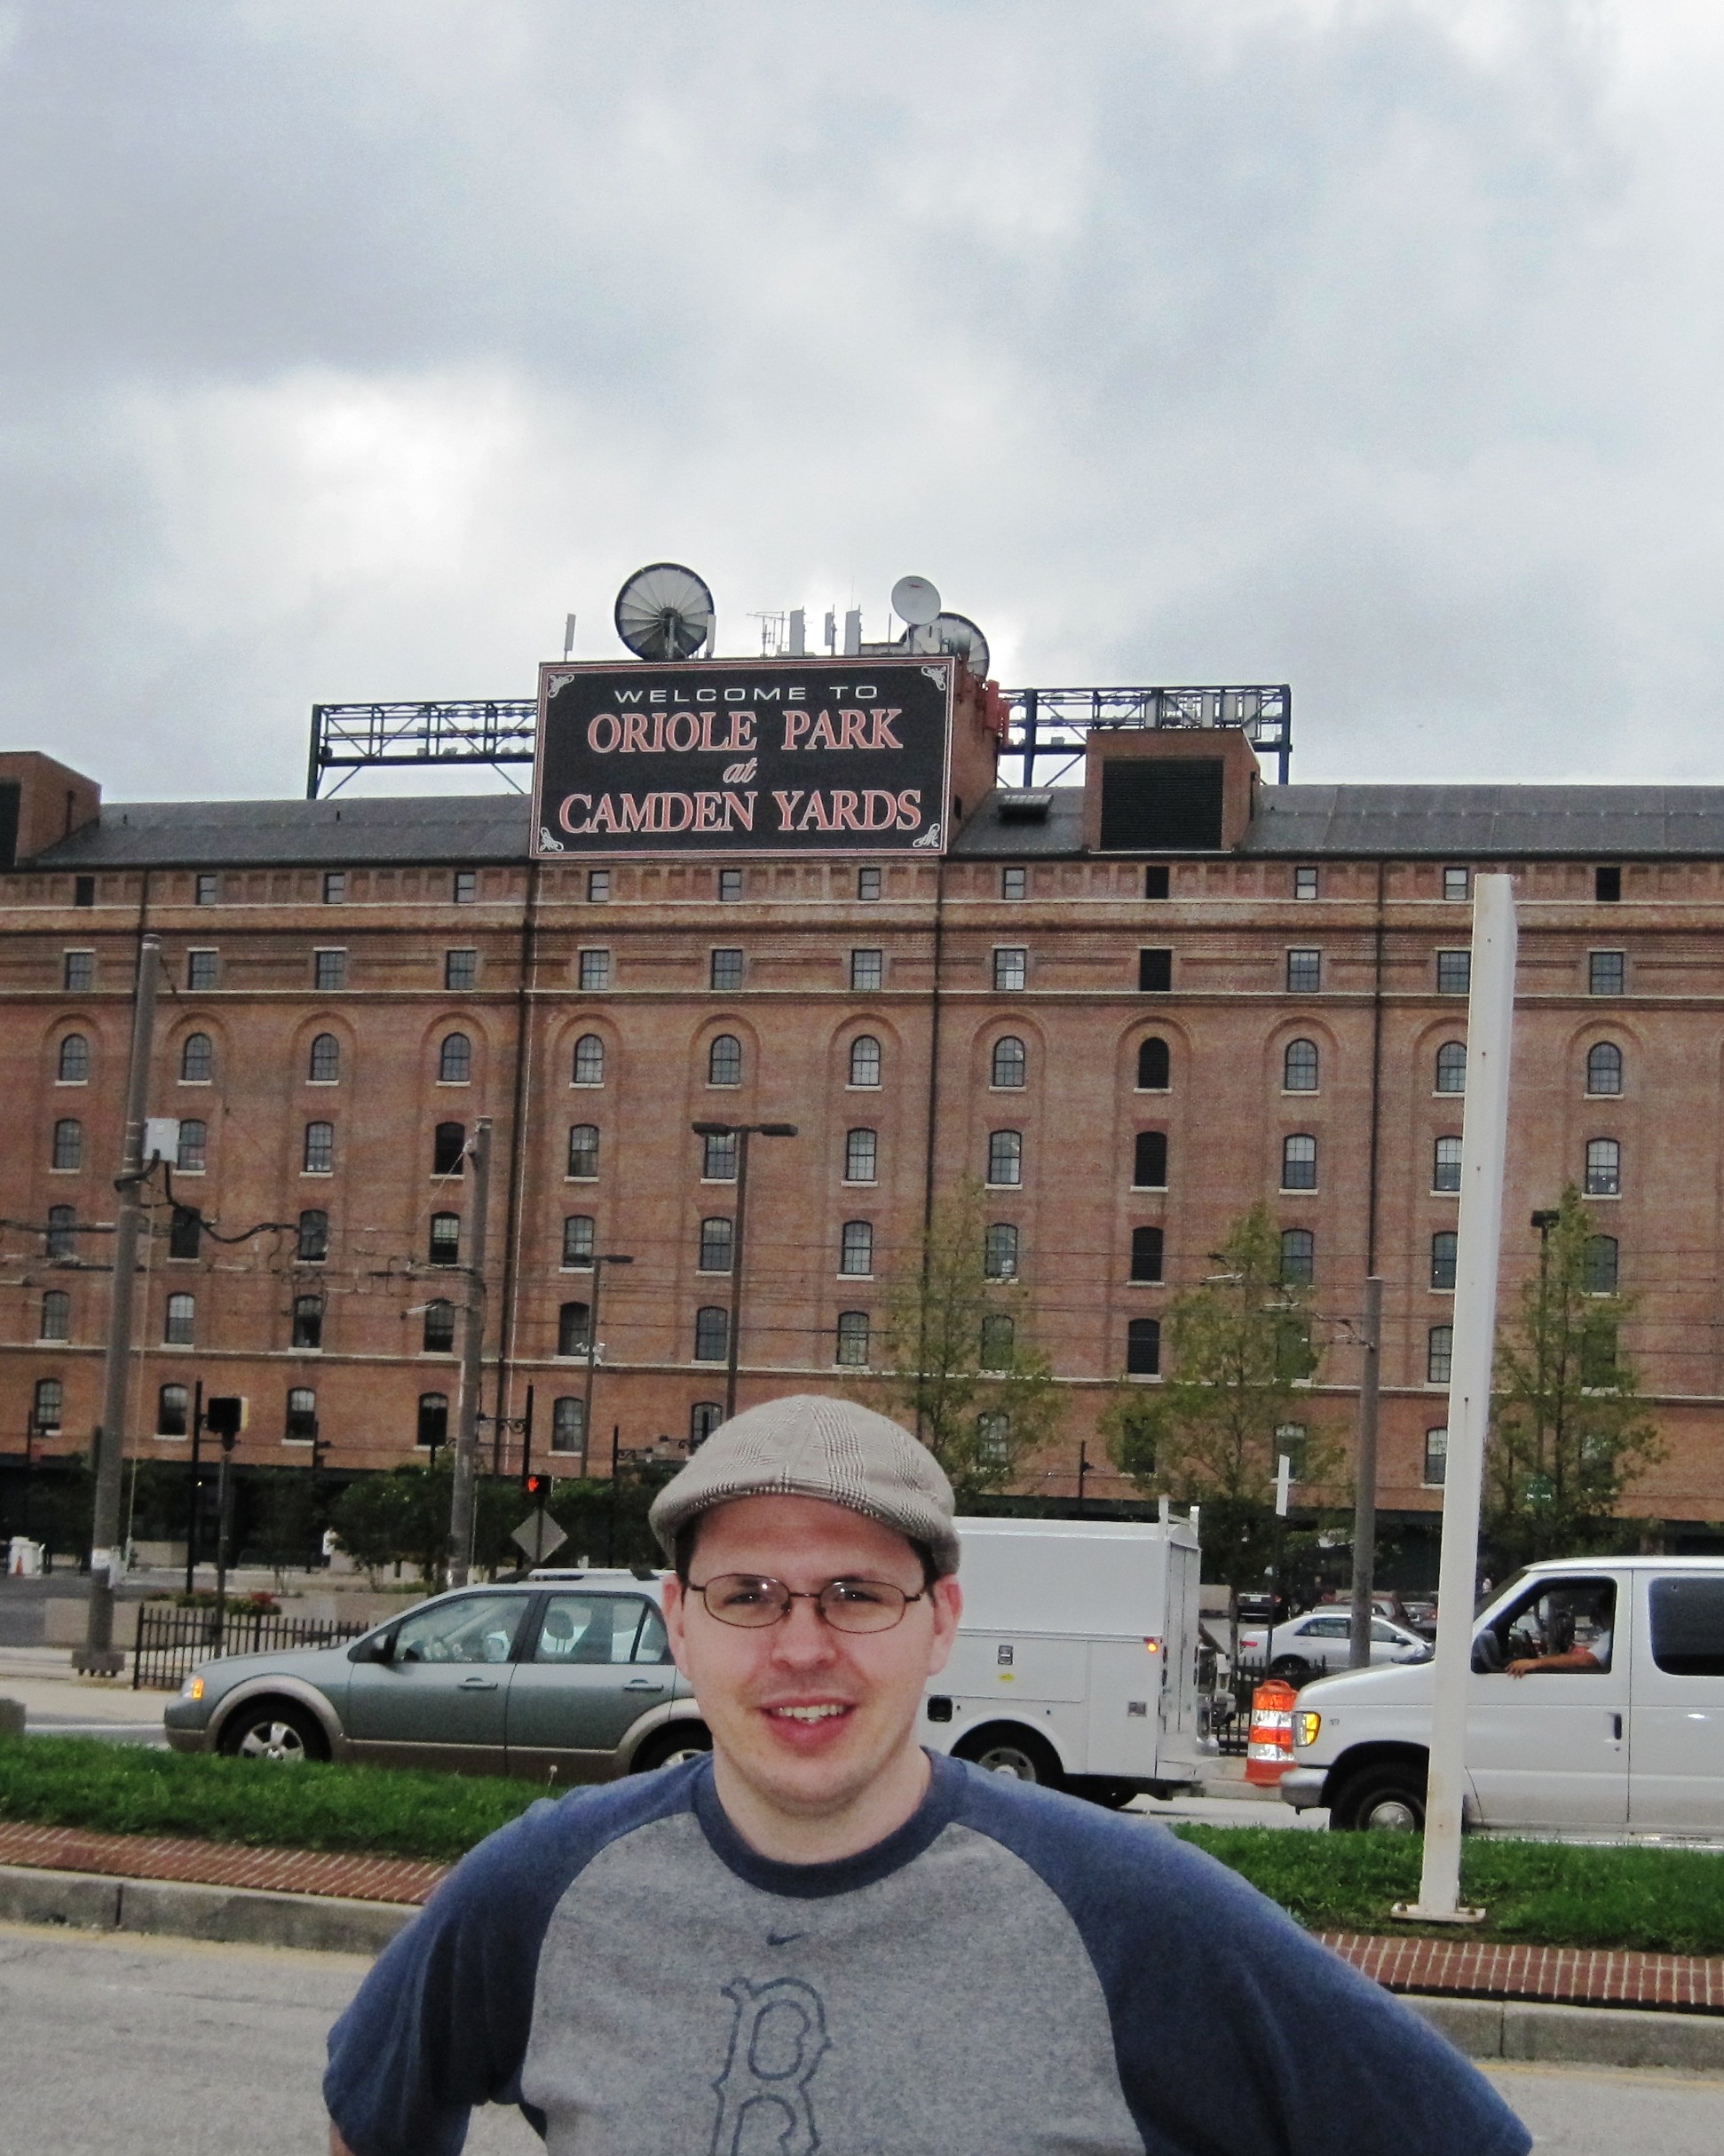 WELCOME TO
ORIOLE PARK
at
CAMDEN YARDS
B